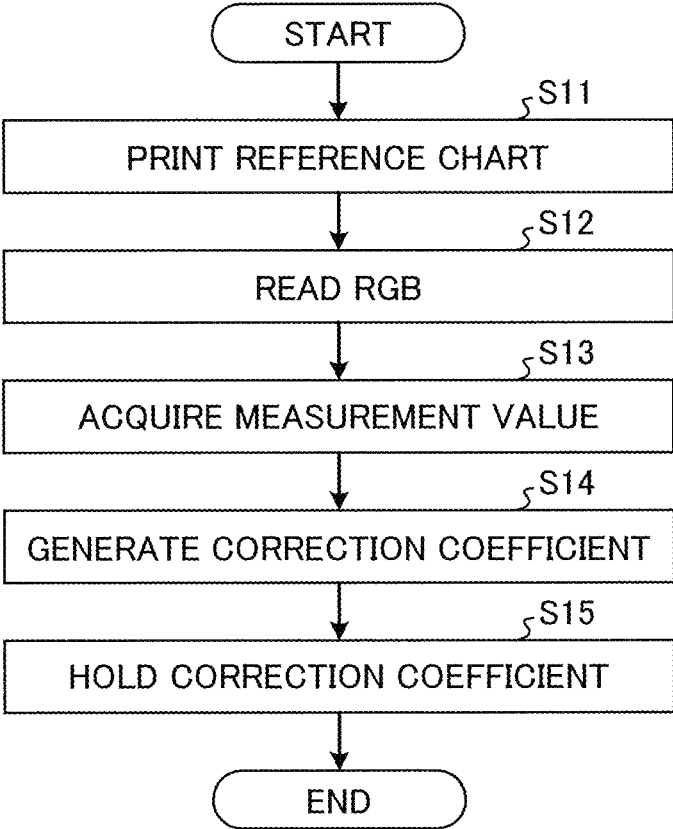 START
S11
PRINT REFERENCE CHART
S12
READ RGB
S13
ACQUIRE MEASUREMENT VALUE
S14
GENERATE CORRECTION COEFFICIENT
S15
HOLD CORRECTION COEFFICIENT
END